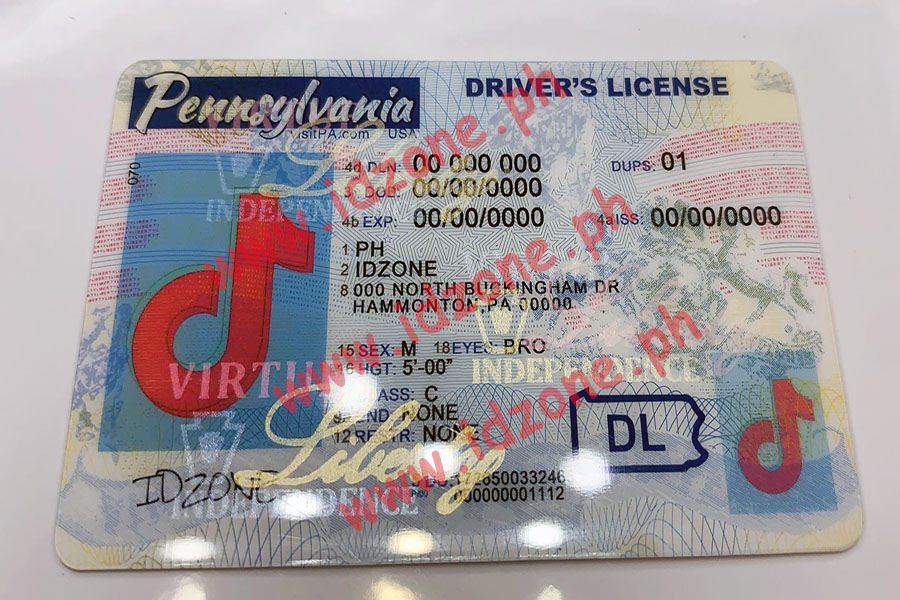 Pennsylvania
DRIVER'S LICENSE
visitPA.com USA
070
4d DLN: 00 000 000 DUPS: 01
3 DOB: 00/00/0000
4b EXP: 00/00/0000 4a ISS: 00/00/0000
1 PH
2 IDZONE
8 000 NORTH BUCKINGHAM DR
HAMMONTON,PA 00000
15 SEX: M 18 EYES: BRO
16 HGT: 5'-00"
CLASS: C
END: NONE
12 RESTR: NONE
DL
IDZONE
000000001112
INDEPENDENCE
INDEPENDENCE
Liberty
www.idzone.ph
www.idzone.ph
www.idzone.ph
www.idzone.ph